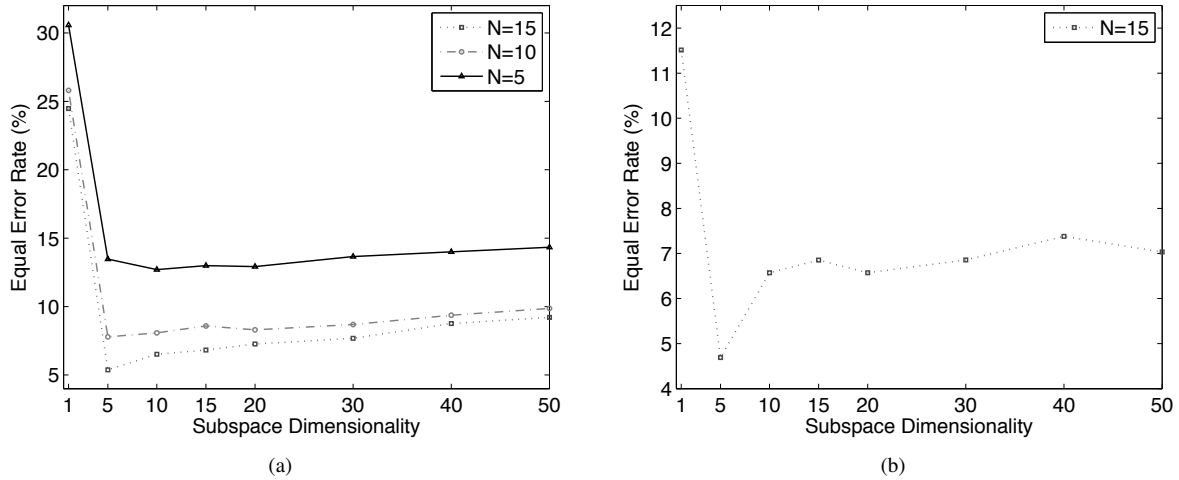 30
25
20
15
10
5
1 5 10 15 20 30 40 50
Equal Error Rate (%)
Subspace Dimensionality
N=15
N=10
N=5
(a)
12
11
10
9
8
7
6
5
4
1 5 10 15 20 30 40 50
Equal Error Rate (%)
Subspace Dimensionality
N=15
(b)